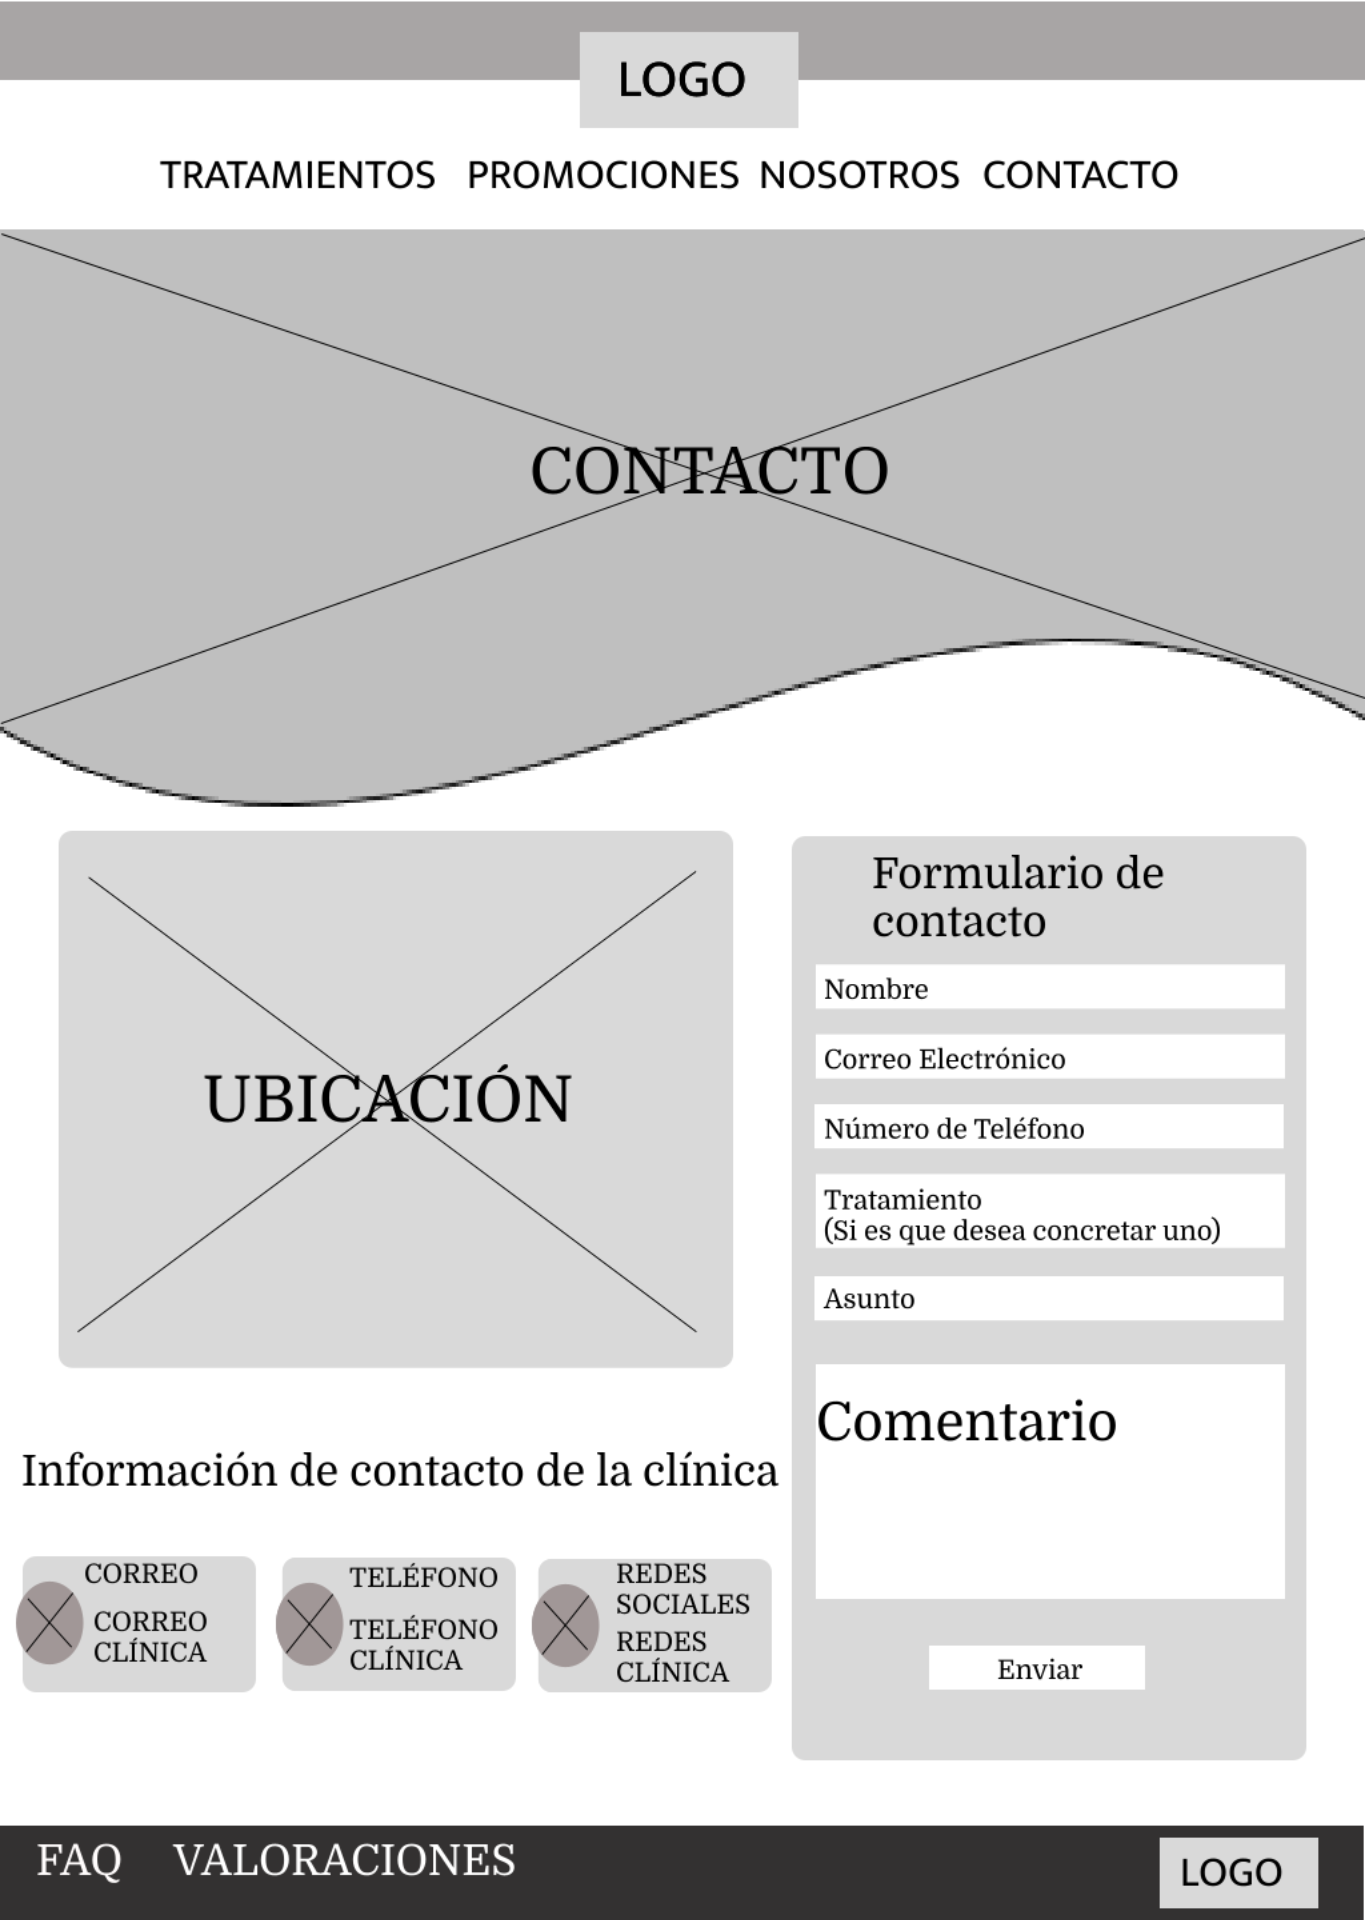 LOGO
TRATAMIENTOS PROMOCIONES NOSOTROS CONTACTO
CONTACTO
UBICACIÓN
Información de contacto de la clínica
CORREO
CORREO
CLÍNICA
TELÉFONO
TELÉFONO
CLÍNICA
REDES
SOCIALES
REDES
CLÍNICA
Formulario de
contacto
Nombre
Correo Electrónico
Número de Teléfono
Tratamiento
(Si es que desea concretar uno)
Asunto
Comentario
Enviar
FAQ VALORACIONES
LOGO